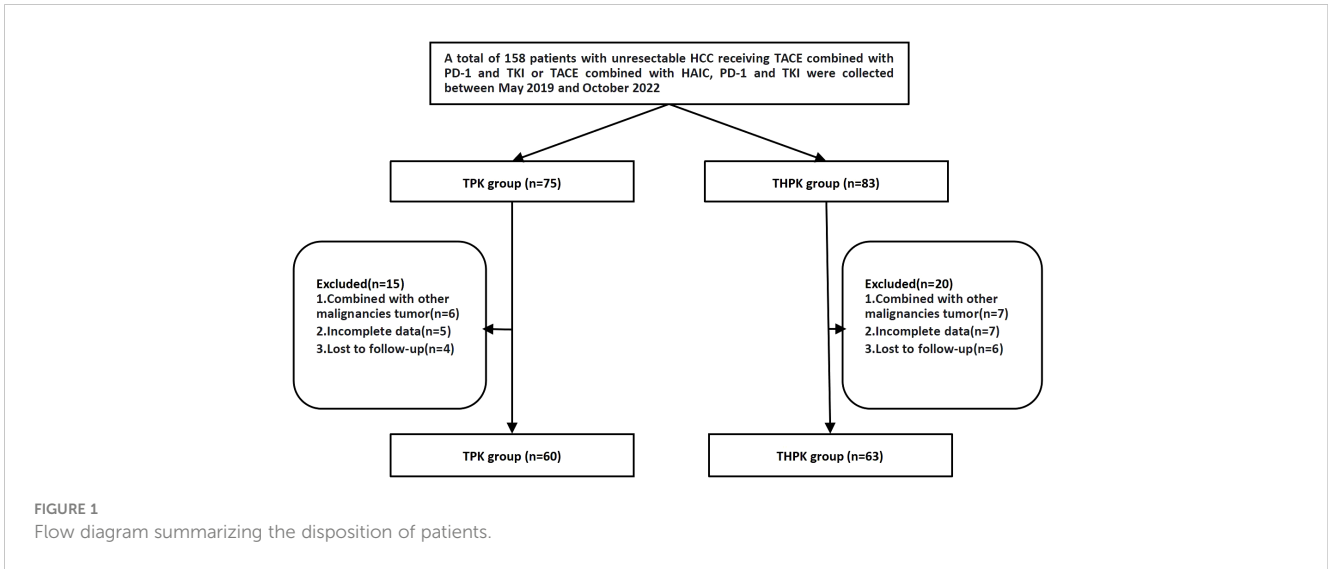 A total of 158 patients with unresectable HCC receiving TACE combined with
PD-1 and TKI or TACE combined with HAIC, PD-1 and TKI were collected
between May 2019 and October 2022
TPK group (n=75)
THPK group (n=83)
Excluded(n=15)
1.Combined with other
malignancies tumor(n=6)
2.Incomplete data(n=5)
3.Lost to follow-up(n=4)
Excluded(n=20)
1.Combined with other
malignancies tumor(n=7)
2.Incomplete data(n=7)
3.Lost to follow-up(n=6)
TPK group (n=60)
THPK group (n=63)
FIGURE 1
Flow diagram summarizing the disposition of patients.